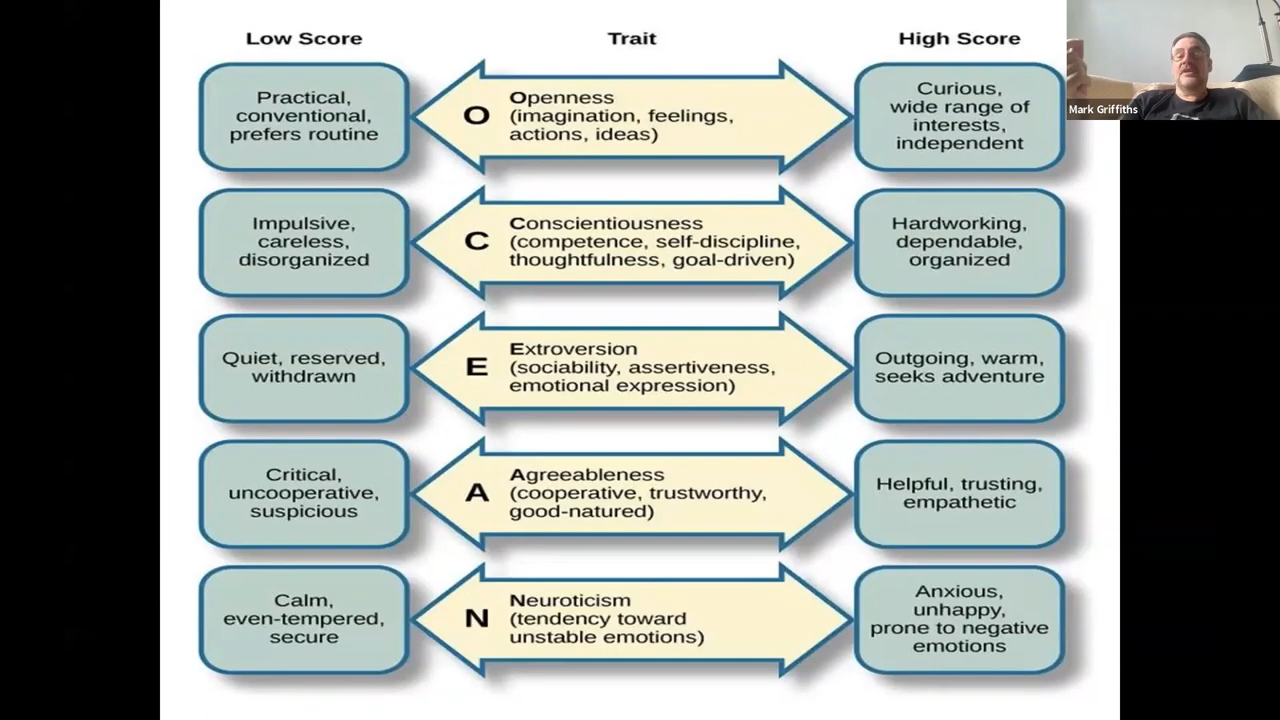 Low Score
Trait
High Score
Practical,
conventional,
prefers routine
O
Openness
(imagination, feelings,
actions, ideas)
Curious,
wide range of
interests,
independent
Impulsive,
careless,
disorganized
C
Conscientiousness
(competence, self-discipline,
thoughtfulness, goal-driven)
Hardworking,
dependable,
organized
Quiet, reserved,
withdrawn
E
Extroversion
(sociability, assertiveness,
emotional expression)
Outgoing, warm,
seeks adventure
Critical,
uncooperative,
suspicious
A
Agreeableness
(cooperative, trustworthy,
good-natured)
Helpful, trusting,
empathetic
Calm,
even-tempered,
secure
N
Neuroticism
(tendency toward
unstable emotions)
Anxious,
unhappy,
prone to negative
emotions
Mark Griffiths